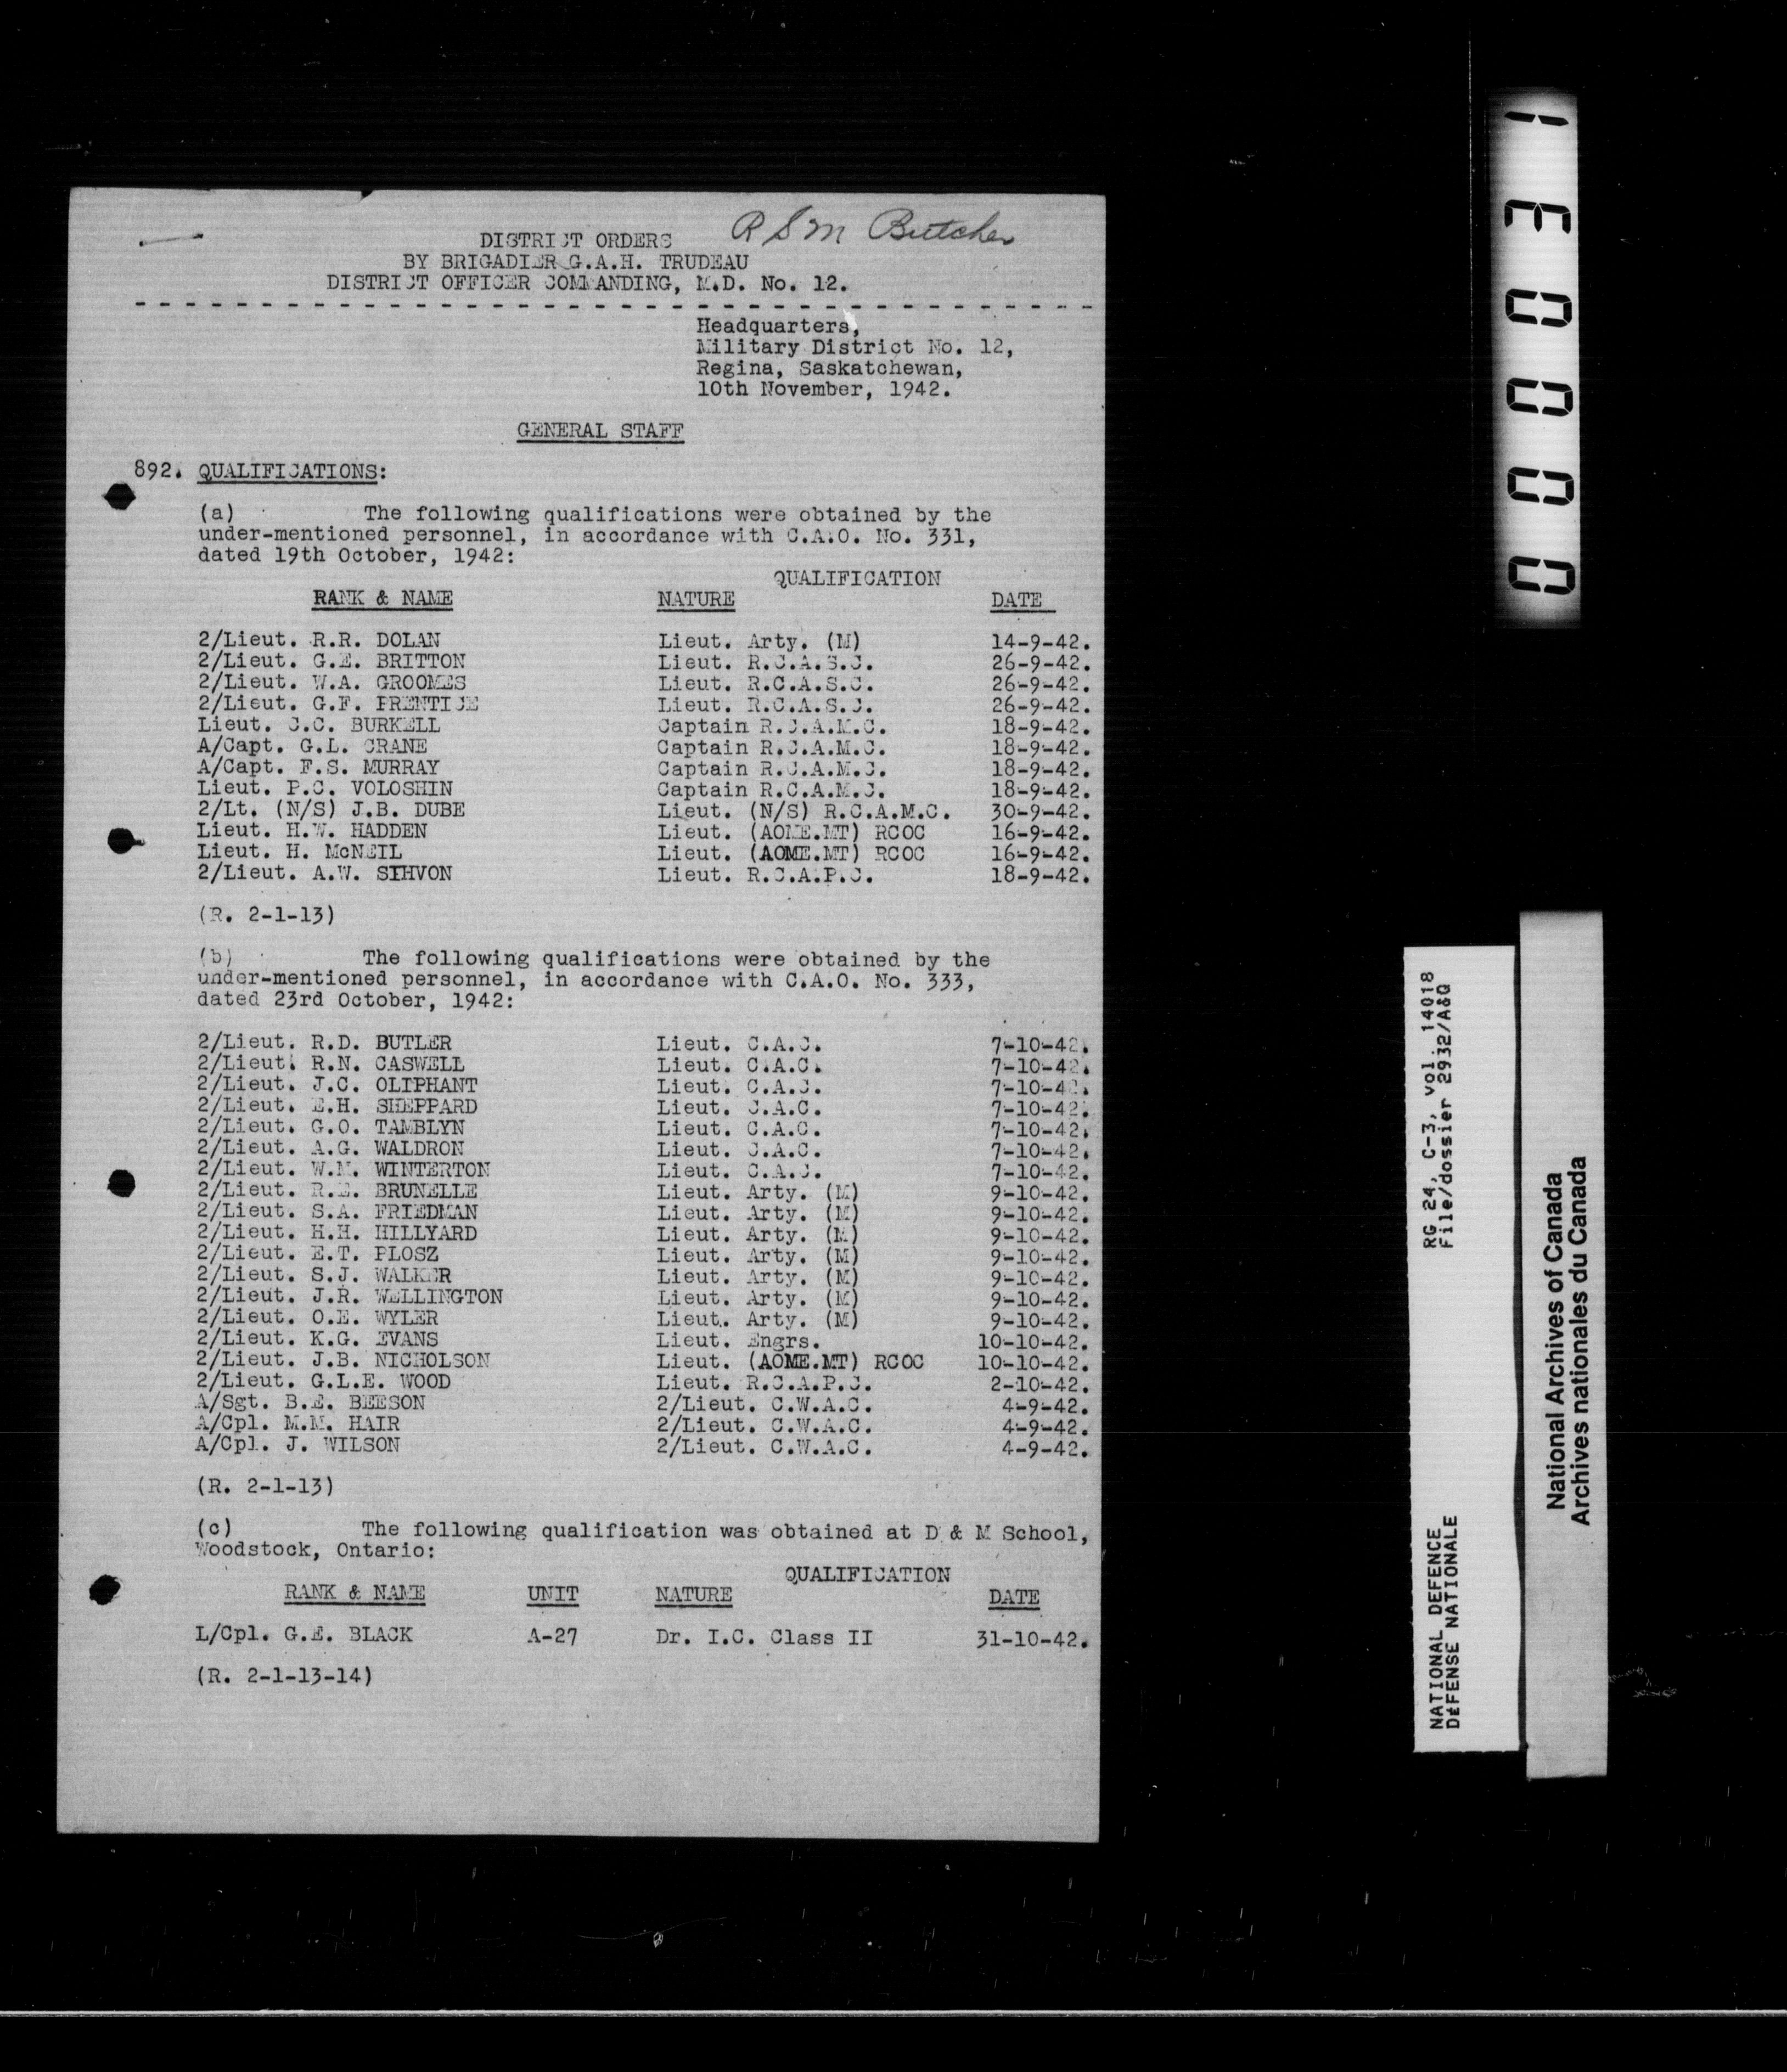 R S M Butcher
DISTRICT ORDERS
BY BRIGADIER G.A.H. TRUDEAU
DISTRICT OFFICER COMMANDING, M.D. No. 12.
Headquarters,
Military District No. 12,
Regina, Saskatchewan,
10th November, 1942.
GENERAL STAFF
892. QUALIFICATIONS:
(a) The following qualifications were obtained by the
under-mentioned personnel, in accordance with C.A.O. No. 331,
dated 19th October, 1942:
QUALIFICATION
RANK & NAME NATURE DATE
2/Lieut. R.R. DOLAN Lieut. Arty. (M) 14-9-42.
2/Lieut. G.E. BRITTON Lieut. R.C.A.S.C. 26-9-42.
2/Lieut. W.A. GROOMES Lieut. R.C.A.S.C. 26-9-42.
2/Lieut. G.F. PRENTICE Lieut. R.C.A.S.C. 26-9-42.
Lieut. C.C. BURKELL Captain R.C.A.M.C. 18-9-42.
A/Capt. G.L. CRANE Captain R.C.A.M.C. 18-9-42.
A/Capt. F.S. MURRAY Captain R.C.A.M.C. 18-9-42.
Lieut. P.C. VOLOSHIN Captain R.C.A.M.C. 18-9-42.
2/Lt. (N/S) J.B. DUBE Lieut. (N/S) R.C.A.M.C. 30-9-42.
Lieut. H.W. HADDEN Lieut. (AOME.MT) RCOC 16-9-42.
Lieut. H. McNEIL Lieut. (AOME.MT) RCOC 16-9-42.
2/Lieut. A.W. SIHVON Lieut. R.C.A.P.C. 18-9-42.
(R. 2-1-13)
(b) The following qualifications were obtained by the
under-mentioned personnel, in accordance with C.A.O. No. 333,
dated 23rd October, 1942:
2/Lieut. R.D. BUTLER Lieut. C.A.C. 7-10-42.
2/Lieut. R.N. CASWELL Lieut. C.A.C. 7-10-42.
2/Lieut. J.C. OLIPHANT Lieut. C.A.C. 7-10-42.
2/Lieut. E.H. SHEPPARD Lieut. C.A.C. 7-10-42.
2/Lieut. G.O. TAMBLYN Lieut. C.A.C. 7-10-42.
2/Lieut. A.G. WALDRON Lieut. C.A.C. 7-10-42.
2/Lieut. W.M. WINTERTON Lieut. C.A.C. 7-10-42.
2/Lieut. R.E. BRUNELLE Lieut. Arty. (M) 9-10-42.
2/Lieut. S.A. FRIEDMAN Lieut. Arty. (M) 9-10-42.
2/Lieut. H.H. HILLYARD Lieut. Arty. (M) 9-10-42.
2/Lieut. E.T. PLOSZ Lieut. Arty. (M) 9-10-42.
2/Lieut. S.J. WALKER Lieut. Arty. (M) 9-10-42.
2/Lieut. J.R. WELLINGTON Lieut. Arty. (M) 9-10-42.
2/Lieut. O.E. WYLER Lieut. Arty. (M) 9-10-42.
2/Lieut. K.G. EVANS Lieut. Engrs. 10-10-42.
2/Lieut. J.B. NICHOLSON Lieut. (AOME.MT) RCOC 10-10-42.
2/Lieut. G.L.E. WOOD Lieut. R.C.A.P.C. 2-10-42.
A/Sgt. B.E. BEESON 2/Lieut. C.W.A.C. 4-9-42.
A/Cpl. M.M. HAIR 2/Lieut. C.W.A.C. 4-9-42.
A/Cpl. J. WILSON 2/Lieut. C.W.A.C. 4-9-42.
(R. 2-1-13)
(c) The following qualification was obtained at D & M School,
Woodstock, Ontario:
QUALIFICATION
RANK & NAME UNIT NATURE DATE
L/Cpl. G.E. BLACK A-27 Dr. I.C. Class II 31-10-42.
(R. 2-1-13-14)
000031
NATIONAL DEFENCE RG 24, C-3, vol. 14018
DéFENSE NATIONALE File/dossier 2932/A&Q
National Archives of Canada
Archives nationales du Canada